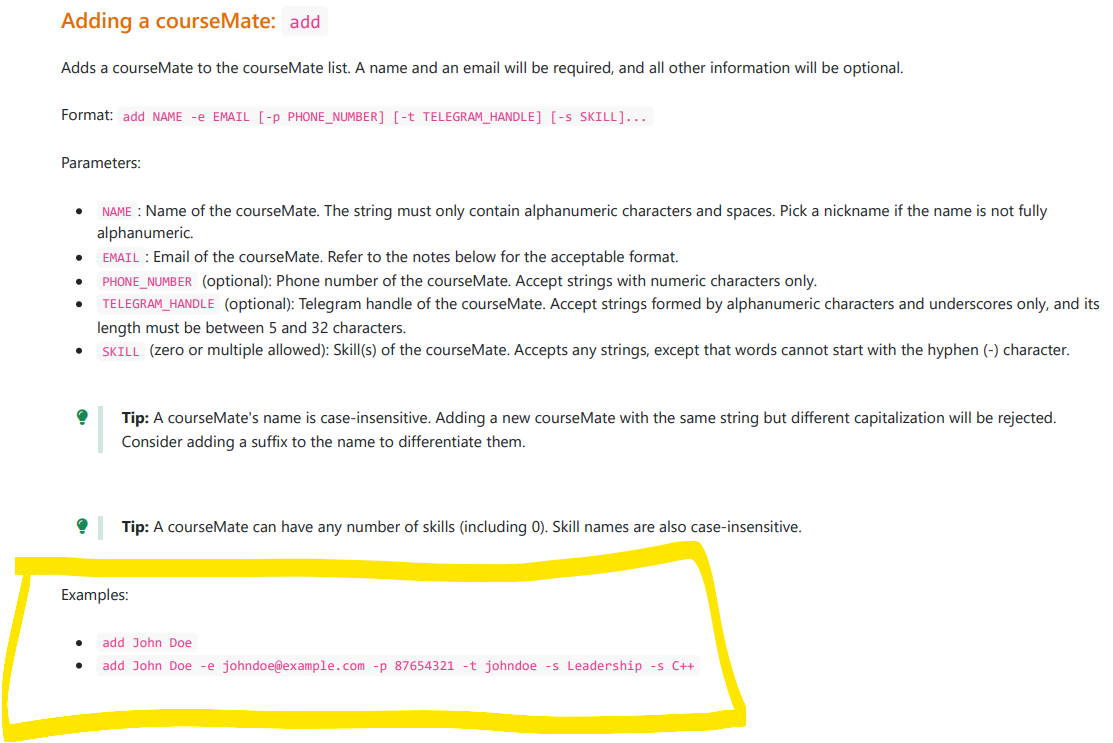 Adding a courseMate: add
Adds a courseMate to the courseMate list. A name and an email will be required, and all other information will be optional.
Format: add NAME -e EMAIL [-p PHONE_NUMBER] [-t TELEGRAM_HANDLE] [-s SKILL]...
Parameters:
• NAME : Name of the courseMate. The string must only contain alphanumeric characters and spaces. Pick a nickname if the name is not fully
alphanumeric.
• EMAIL : Email of the courseMate. Refer to the notes below for the acceptable format.
• PHONE_NUMBER (optional): Phone number of the courseMate. Accept strings with numeric characters only.
• TELEGRAM_HANDLE (optional): Telegram handle of the courseMate. Accept strings formed by alphanumeric characters and underscores only, and its
length must be between 5 and 32 characters.
• SKILL (zero or multiple allowed): Skill(s) of the courseMate. Accepts any strings, except that words cannot start with the hyphen (-) character.
Tip: A courseMate's name is case-insensitive. Adding a new courseMate with the same string but different capitalization will be rejected.
Consider adding a suffix to the name to differentiate them.
Tip: A courseMate can have any number of skills (including 0). Skill names are also case-insensitive.
Examples:
• add John Doe
• add John Doe -e johndoe@example.com -p 87654321 -t johndoe -s Leadership -s C++